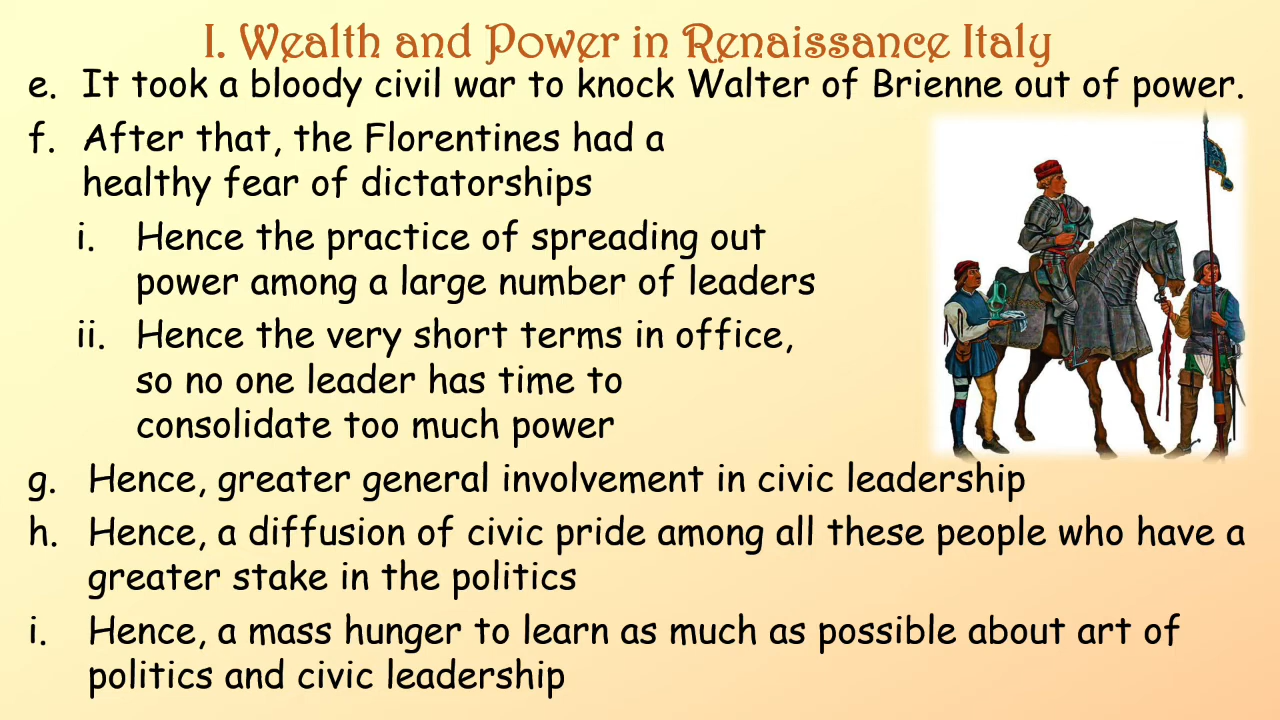 I. Wealth and Power in Renaissance Italy
e. It took a bloody civil war to knock Walter of Brienne out of power.
f. After that, the Florentines had a
healthy fear of dictatorships
i. Hence the practice of spreading out
power among a large number of leaders
ii. Hence the very short terms in office,
so no one leader has time to
consolidate too much power
g. Hence, greater general involvement in civic leadership
h. Hence, a diffusion of civic pride among all these people who have a
greater stake in the politics
i. Hence, a mass hunger to learn as much as possible about art of
politics and civic leadership